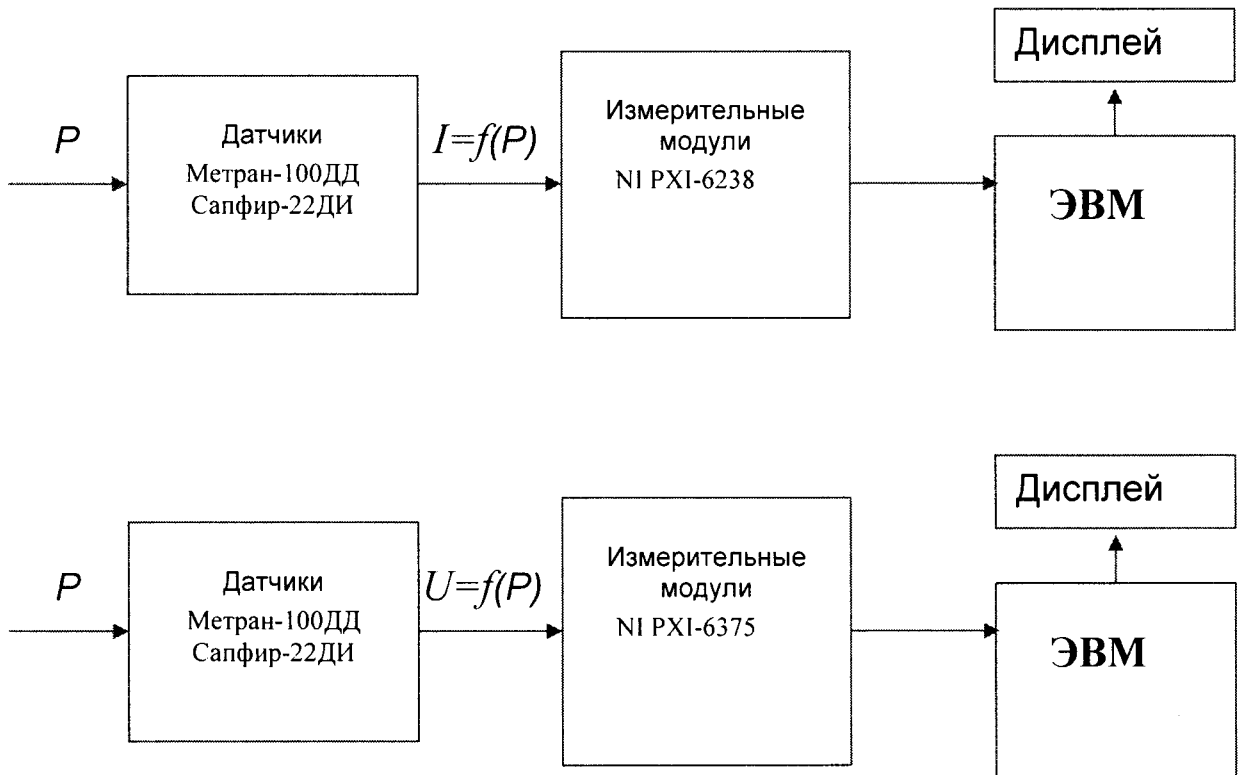 Дисплей
P
Датчики
Метран-100ДД
Сапфир-22ДИ
I=f(P)
Измерительные
модули
NI PXI-6238
ЭВМ
Дисплей
P
Датчики
Метран-100ДД
Сапфир-22ДИ
U=f(P)
Измерительные
модули
NI PXI-6375
ЭВМ